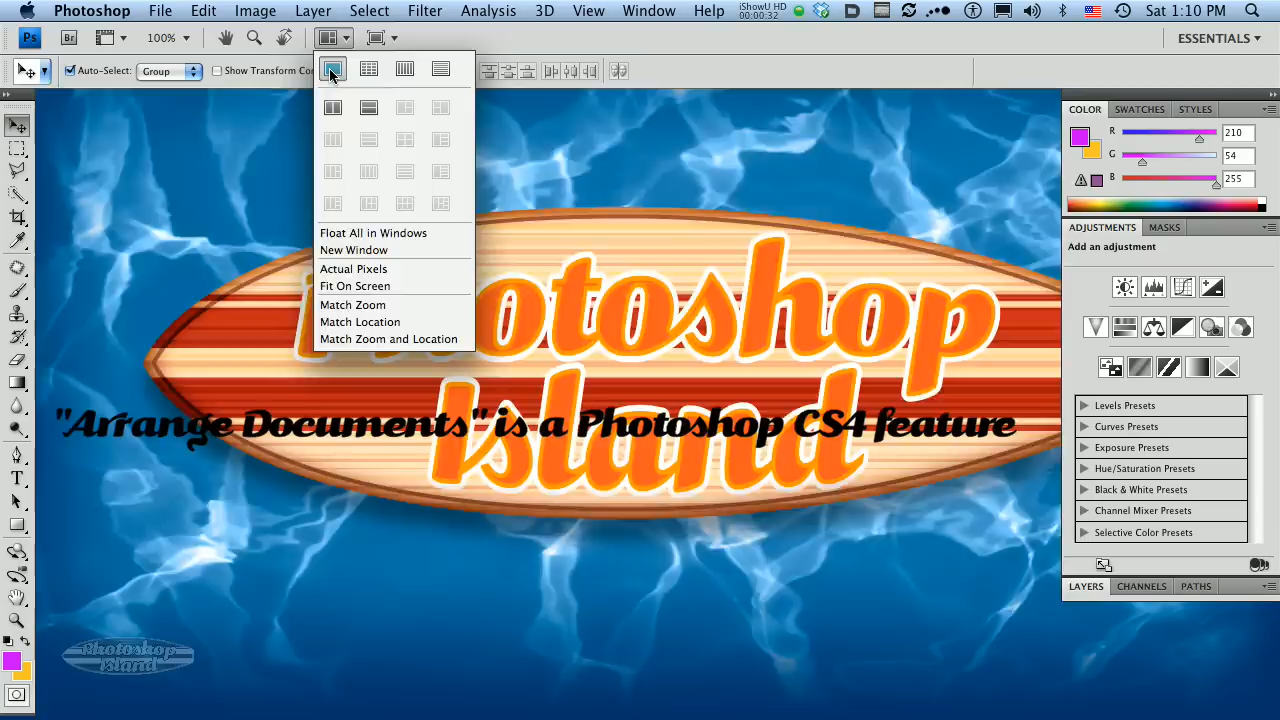 Photoshop File Edit Image Layer Select Filter Analysis 3D View Window Help iShowU HD 00:00:32 Sat 1:10 PM
Ps Br 100% ESSENTIALS
Auto-Select: Group Show Transform Con
COLOR SWATCHES STYLES
R 210
G 54
B 255
ADJUSTMENTS MASKS
Add an adjustment
Float All in Windows
New Window
Actual Pixels
Fit On Screen
Match Zoom
Match Location
Match Zoom and Location
Photoshop
Island
"Arrange Documents" is a Photoshop CS4 feature
Levels Presets
Curves Presets
Exposure Presets
Hue/Saturation Presets
Black & White Presets
Channel Mixer Presets
Selective Color Presets
LAYERS CHANNELS PATHS
T
Photoshop
Island